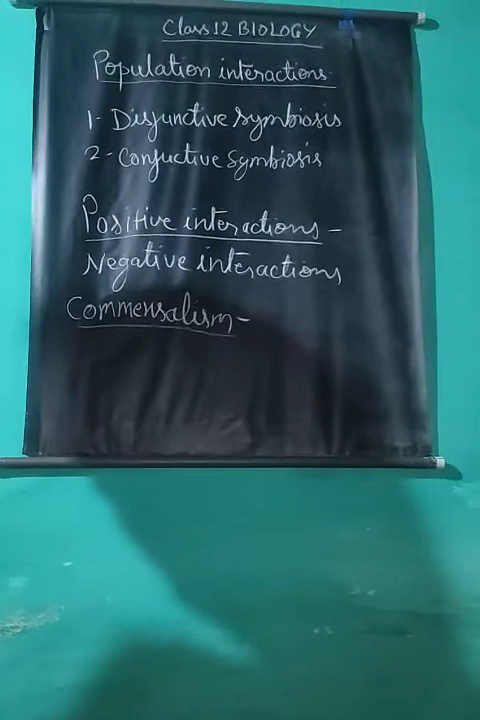 Class 12 BIOLOGY
Population interactions
1- Disjunctive symbiosis
2- Conjuctive symbiosis
Positive interactions -
Negative interactions
Commensalism-